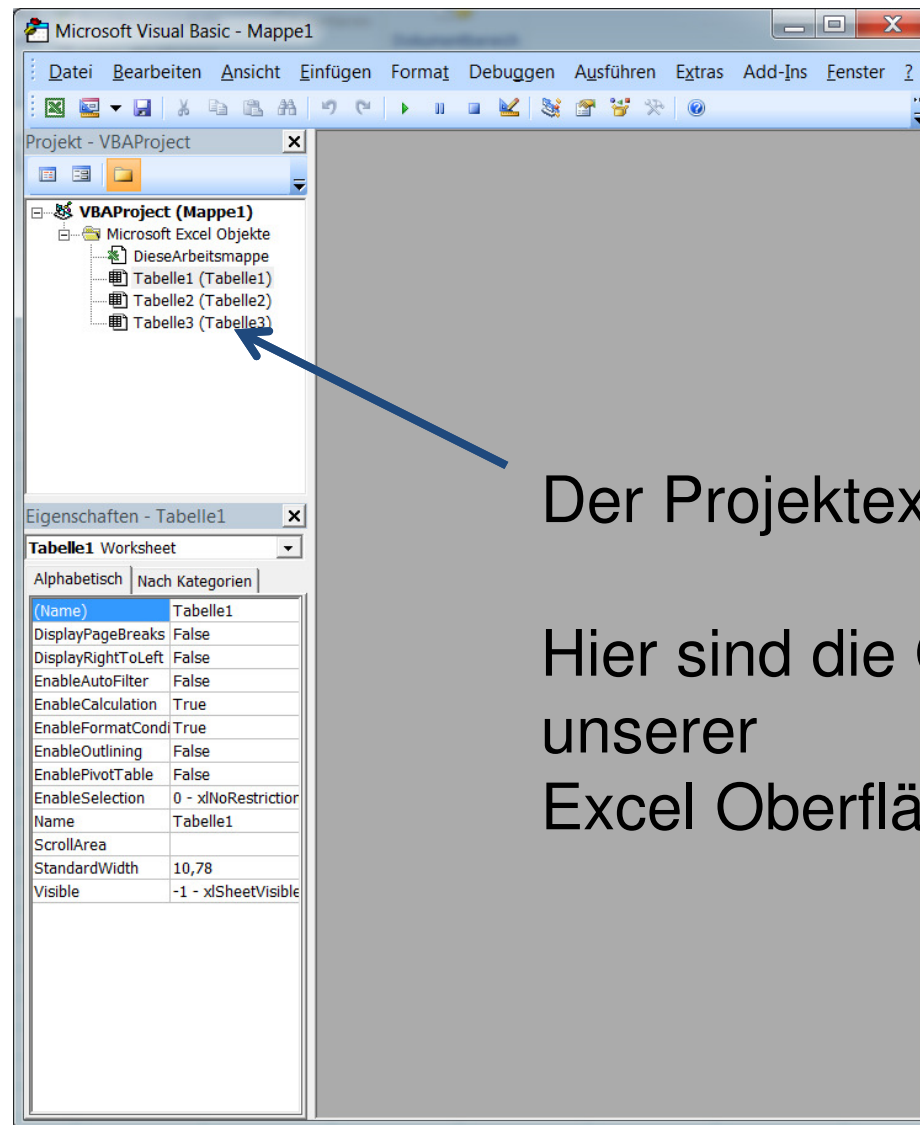 Microsoft Visual Basic - Mappe1
Datei Bearbeiten Ansicht Einfügen Format Debuggen Ausführen Extras Add-Ins Fenster ?
Projekt - VBAProject
VBAProject (Mappe1)
Microsoft Excel Objekte
DieseArbeitsmappe
Tabelle1 (Tabelle1)
Tabelle2 (Tabelle2)
Tabelle3 (Tabelle3)
Der Projektex
Hier sind die
unserer
Excel Oberflä
Eigenschaften - Tabelle1
Tabelle1 Worksheet
Alphabetisch Nach Kategorien
(Name) Tabelle1
DisplayPageBreaks False
DisplayRightToLeft False
EnableAutoFilter False
EnableCalculation True
EnableFormatCondi True
EnableOutlining False
EnablePivotTable False
EnableSelection 0 - xlNoRestriction
Name Tabelle1
ScrollArea
StandardWidth 10,78
Visible -1 - xlSheetVisible